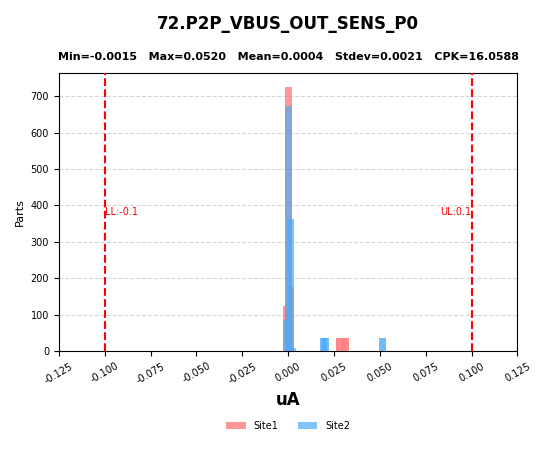 72.P2P_VBUS_OUT_SENS_P0
Min=-0.0015 Max=0.0520 Mean=0.0004 Stdev=0.0021 CPK=16.0588
700
600
500
400
300
200
100
0
Parts
LL:-0.1
UL:0.1
-0.125
-0.100
-0.075
-0.050
-0.025
0.000
0.025
0.050
0.075
0.100
0.125
uA
Site1
Site2